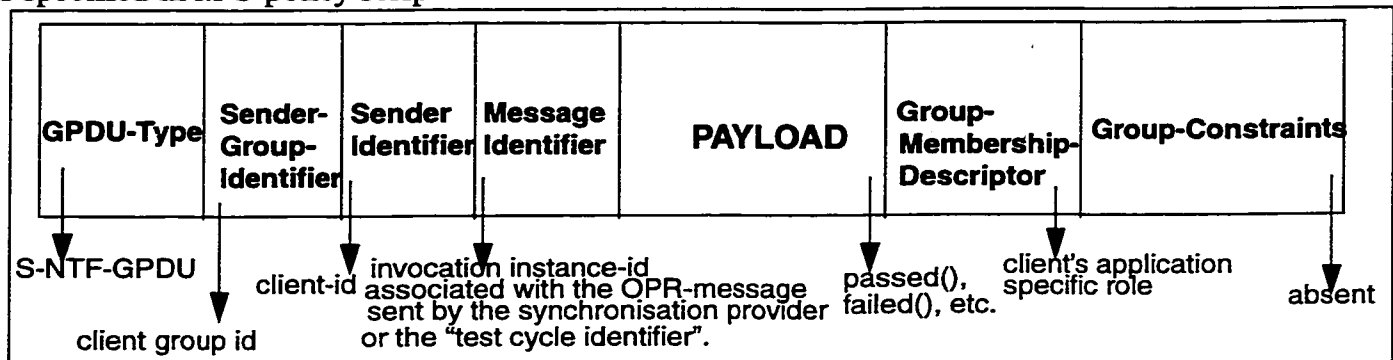 GPDU-Type
Sender-
Group-
Identifier
Sender
Identifier
Message
Identifier
PAYLOAD
Group-
Membership-
Descriptor
Group-Constraints
S-NTF-GPDU
client group id
client-id
invocation instance-id
associated with the OPR-message
sent by the synchronisation provider
or the "test cycle identifier".
passed(),
failed(), etc.
client's application
specific role
absent